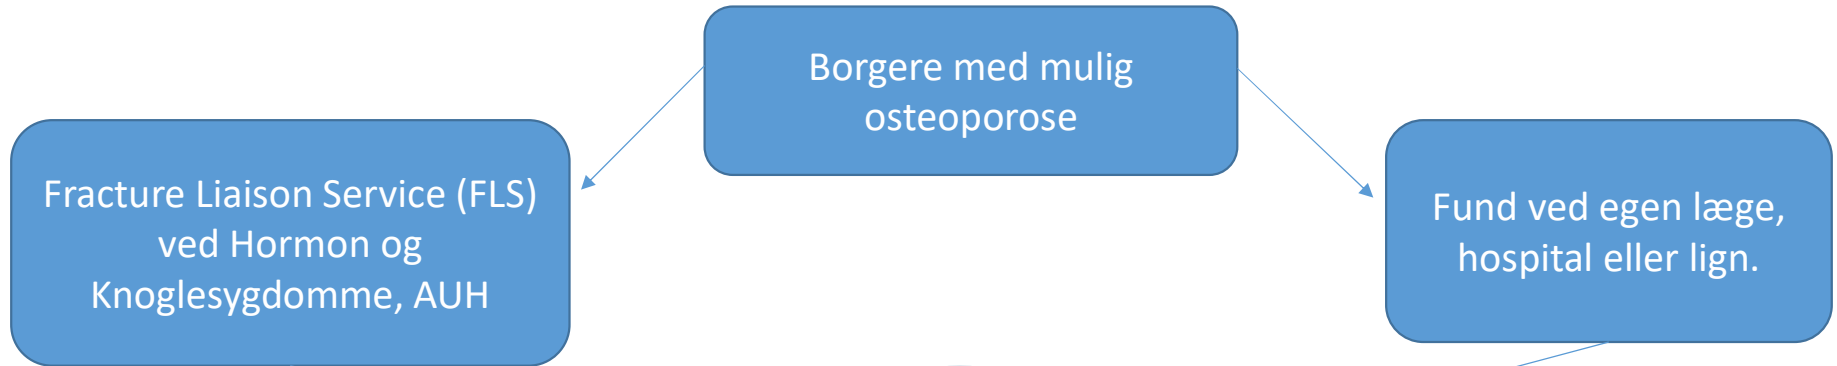 Borgere med mulig
osteoporose
Fracture Liaison Service (FLS)
ved Hormon og
Knoglesygdomme, AUH
Fund ved egen læge,
hospital eller lign.